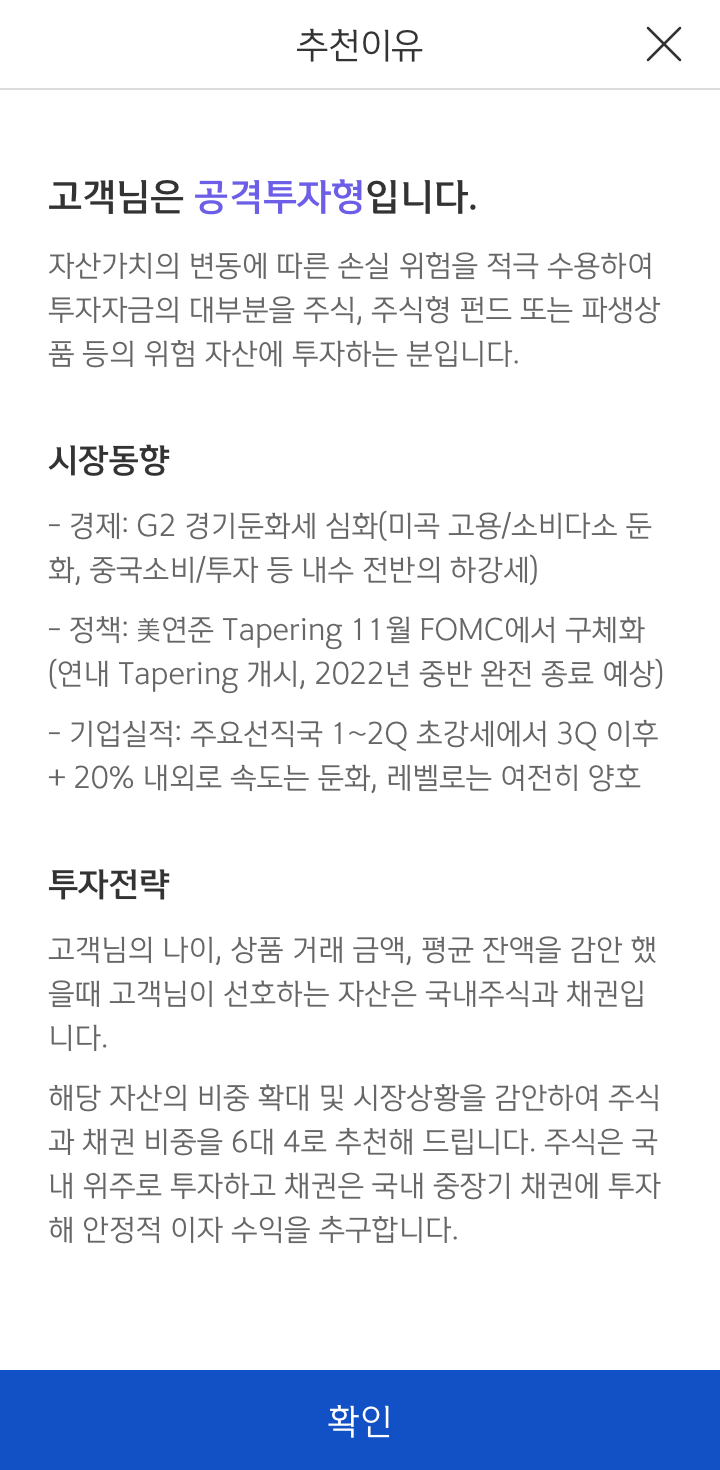 추천이유
고객님은 공격투자형입니다.
자산가치의 변동에 따른 손실 위험을 적극 수용하여
투자자금의 대부분을 주식, 주식형 펀드 또는 파생상
품 등의 위험 자산에 투자하는 분입니다.
시장동향
- 경제: G2 경기둔화세 심화(미곡 고용/소비다소 둔
화, 중국소비/투자 등 내수 전반의 하강세)
- 정책: 美연준 Tapering 11월 FOMC에서 구체화
(연내 Tapering 개시, 2022년 중반 완전 종료 예상)
- 기업실적: 주요선직국 1~2Q 초강세에서 3Q 이후
+ 20% 내외로 속도는 둔화, 레벨로는 여전히 양호
투자전략
고객님의 나이, 상품 거래 금액, 평균 잔액을 감안 했
을때 고객님이 선호하는 자산은 국내주식과 채권입
니다.
해당 자산의 비중 확대 및 시장상황을 감안하여 주식
과 채권 비중을 6대 4로 추천해 드립니다. 주식은 국
내 위주로 투자하고 채권은 국내 중장기 채권에 투자
해 안정적 이자 수익을 추구합니다.
확인